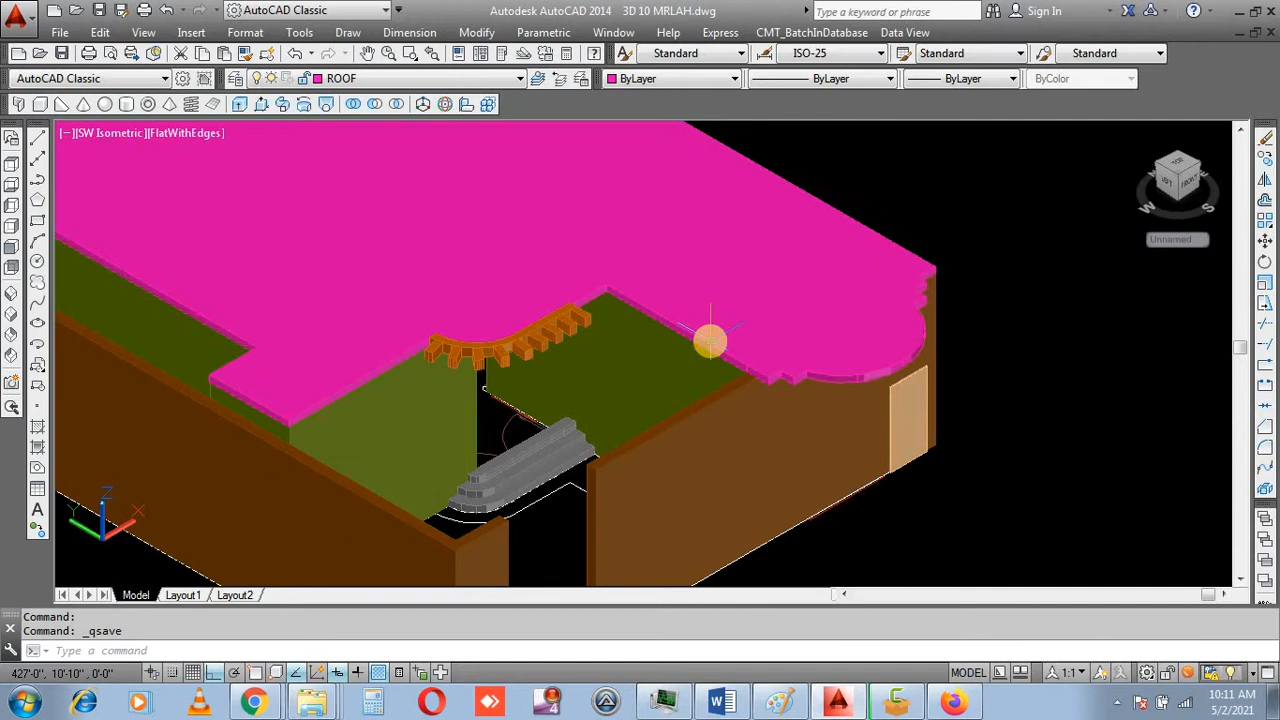 AutoCAD Classic
Autodesk AutoCAD 2014 3D 10 MRLAH.dwg
Type a keyword or phrase
Sign In
File Edit View Insert Format Tools Draw Dimension Modify Parametric Window Help Express CMT_BatchInDatabase Data View
Standard
ISO-25
Standard
Standard
AutoCAD Classic
ROOF
ByLayer
ByLayer
ByLayer
ByColor
[−][SW Isometric][FlatWithEdges]
TOP
LEFT
FRONT
W
S
Unnamed
Z
Y
X
Model Layout1 Layout2
Command:
Command: _qsave
Type a command
427'-0", 10'-10", 0'-0"
MODEL
1:1
10:11 AM
5/2/2021